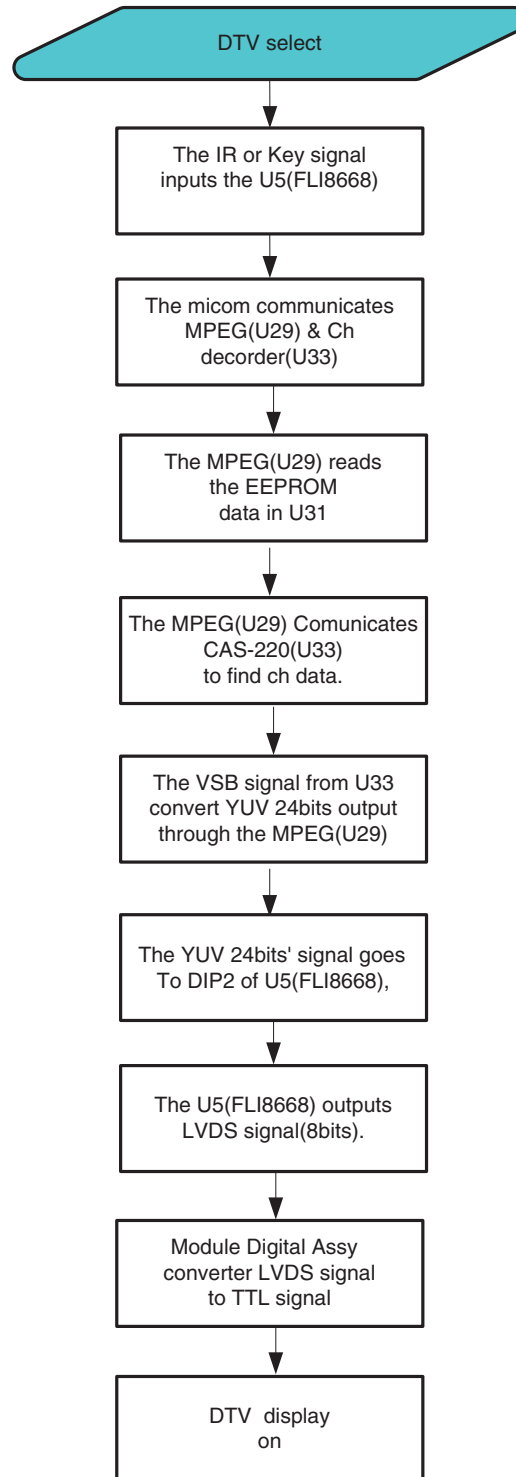 DTV select
The IR or Key signal
inputs the U5(FLI8668)
The micom communicates
MPEG(U29) & Ch
decorder(U33)
The MPEG(U29) reads
the EEPROM
data in U31
The MPEG(U29) Comunicates
CAS-220(U33)
to find ch data.
The VSB signal from U33
convert YUV 24bits output
through the MPEG(U29)
The YUV 24bits' signal goes
To DIP2 of U5(FLI8668),
The U5(FLI8668) outputs
LVDS signal(8bits).
Module Digital Assy
converter LVDS signal
to TTL signal
DTV display
on